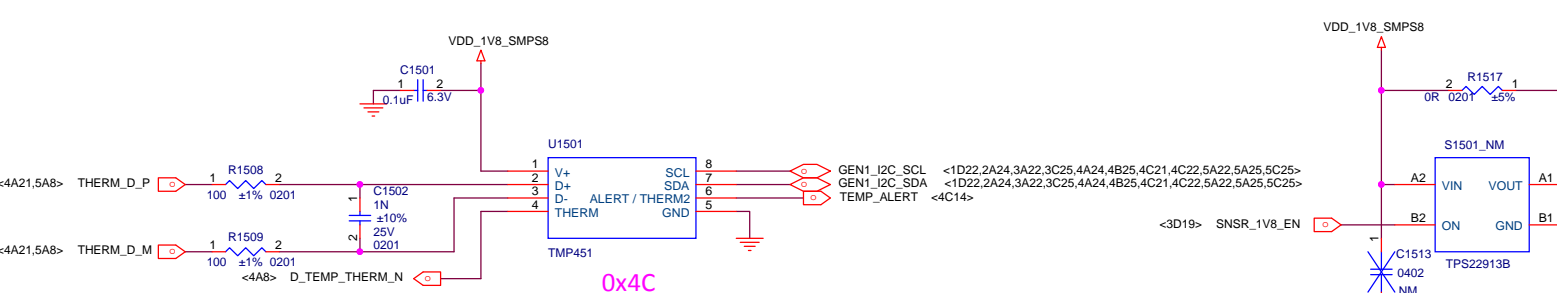 VDD_1V8_SMPS8
C1501
1
2
0.1uF
6.3V
U1501
1
V+
SCL
8
GEN1_I2C_SCL <1D22,2A24,3A22,3C25,4A24,4B25,4C21,4C22,5A22,5A25,5C25>
<4A21,5A8> THERM_D_P
1
R1508
2
100 ±1% 0201
2
D+
SDA
7
GEN1_I2C_SDA <1D22,2A24,3A22,3C25,4A24,4B25,4C21,4C22,5A22,5A25,5C25>
3
D-
ALERT / THERM2
6
TEMP_ALERT <4C14>
4
THERM
GND
5
C1502
1
1N
±10%
25V
2
0201
<4A21,5A8> THERM_D_M
1
R1509
2
100 ±1% 0201
TMP451
<4A8> D_TEMP_THERM_N
0x4C
VDD_1V8_SMPS8
2
R1517
1
0R 0201 ±5%
S1501_NM
A2
VIN
VOUT
A1
<3D19> SNSR_1V8_EN
B2
ON
GND
B1
1
C1513
0402
NM
TPS22913B